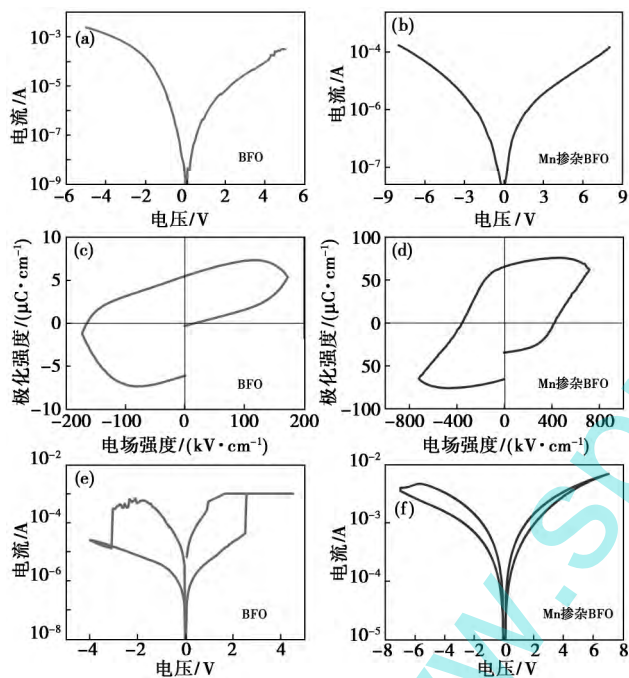 (a)
10⁻³
10⁻⁵
10⁻⁷
10⁻⁹
电流/A
BFO
−6 −4 −2 0 2 4 6
电压/V
(b)
10⁻⁴
10⁻⁶
10⁻⁷
电流/A
Mn掺杂BFO
−9 −6 −3 0 3 6 9
电压/V
(c)
10
5
0
−5
−10
极化强度/(μC·cm⁻¹)
BFO
−200 −100 0 100 200
电场强度/(kV·cm⁻¹)
(d)
100
50
0
−50
−100
极化强度/(μC·cm⁻¹)
Mn掺杂BFO
−800 −400 0 400 800
电场强度/(kV·cm⁻¹)
(e)
10⁻²
10⁻⁴
10⁻⁶
10⁻⁸
电流/A
BFO
−4 −2 0 2 4
电压/V
(f)
10⁻²
10⁻³
10⁻⁴
10⁻⁵
电流/A
Mn掺杂BFO
−8 −6 −4 −2 0 2 4 6 8
电压/V